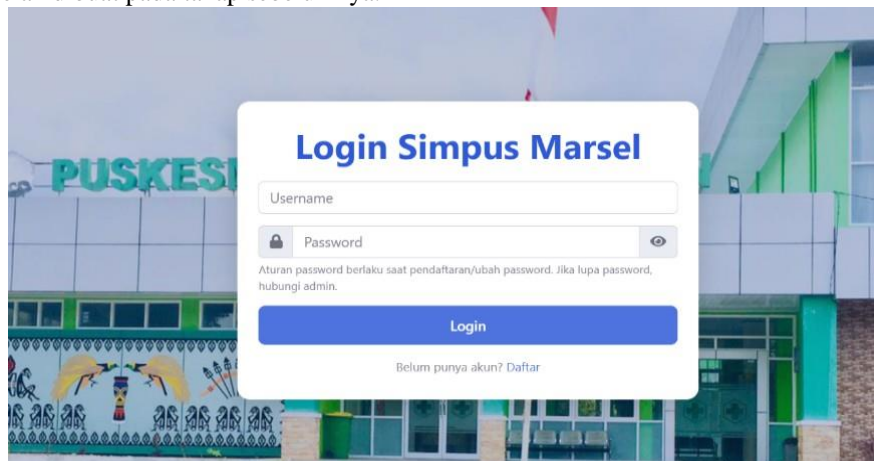 PUSKES
Login Simpus Marsel
Username
Password
Aturan password berlaku saat pendaftaran/ubah password. Jika lupa password,
hubungi admin.
Login
Belum punya akun? Daftar